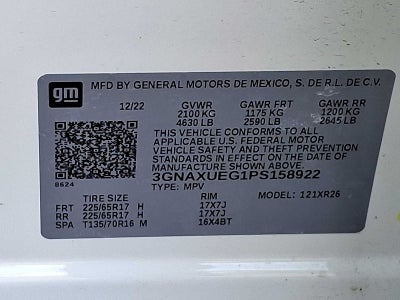 gm
MFD BY GENERAL MOTORS DE MEXICO, S. DE R.L. DE C.V.
12/22 GVWR GAWR FRT GAWR RR
2100 KG 1175 KG 1200 KG
4630 LB 2590 LB 2645 LB
THIS VEHICLE CONFORMS TO ALL
APPLICABLE U.S. FEDERAL MOTOR
VEHICLE SAFETY AND THEFT PREVENTION
STANDARDS IN EFFECT ON THE DATE OF
MANUFACTURE SHOWN ABOVE.
8624 3GNAXUEG1PS158922
TYPE: MPV MODEL: 121XR26
TIRE SIZE RIM
FRT 225/65R17 H 17X7J
RR 225/65R17 H 17X7J
SPA T135/70R16 M 16X4BT